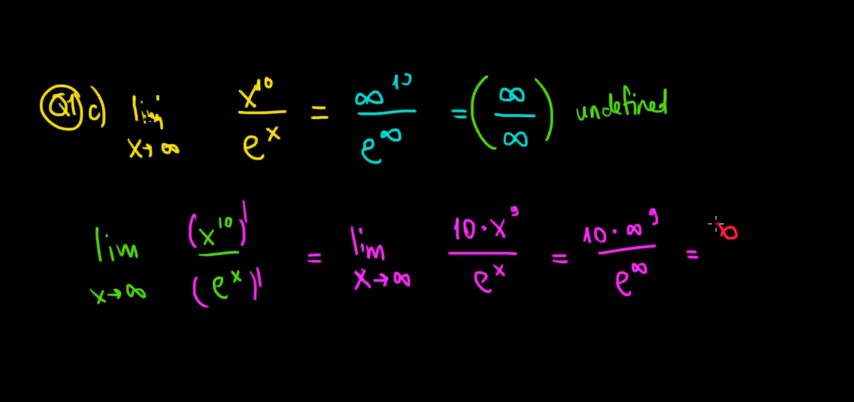 Q1 c) lim x→∞ x^10 / e^x = ∞^10 / e^∞ = (∞/∞) undefined
lim x→∞ (x^10)' / (e^x)' = lim x→∞ 10·x^9 / e^x = 10·∞^9 / e^∞ = ∞